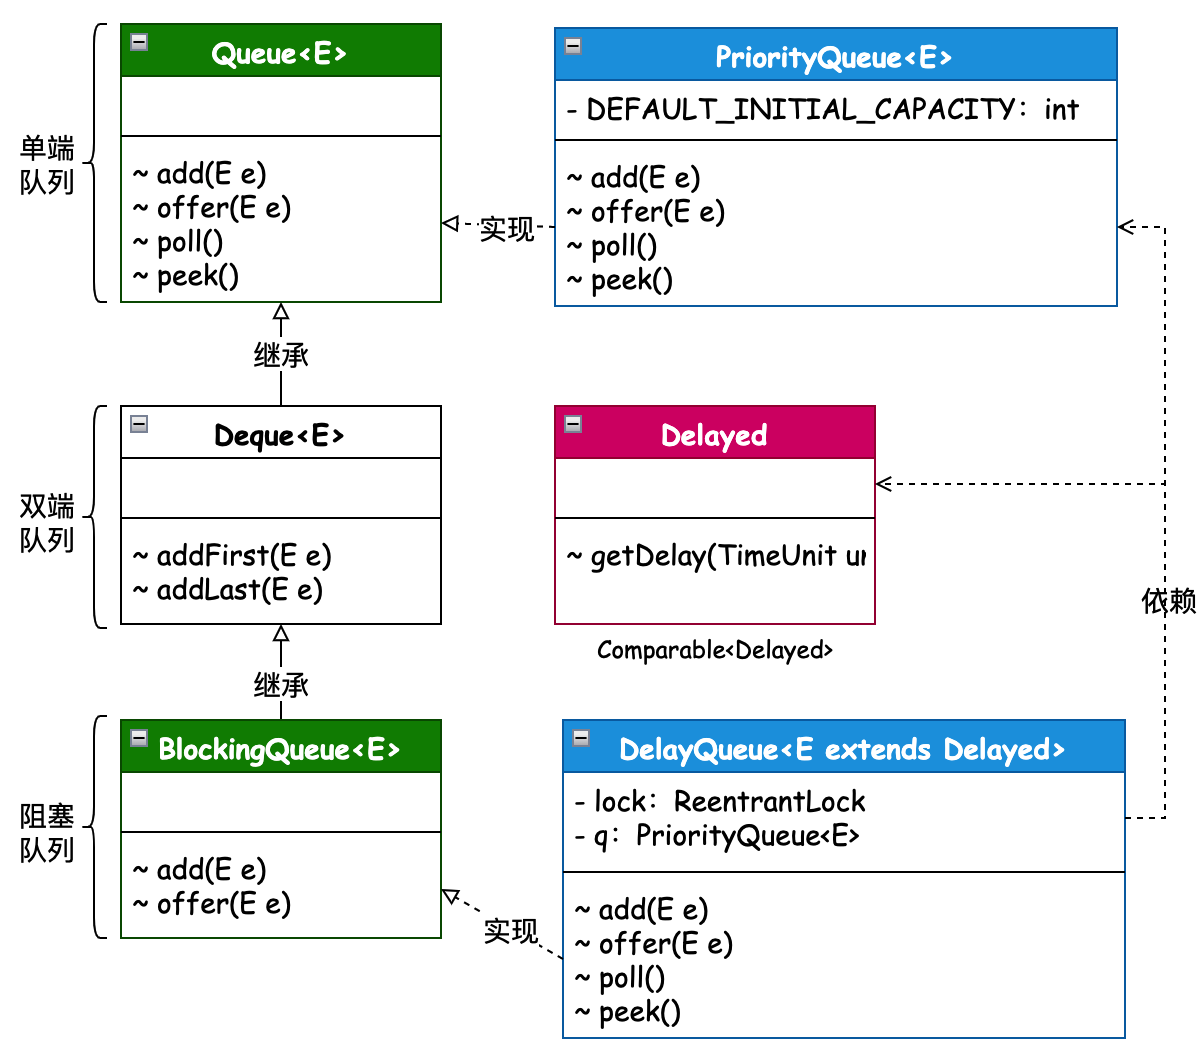 单端
队列
Queue<E>
~ add(E e)
~ offer(E e)
~ poll()
~ peek()
实现
PriorityQueue<E>
- DEFAULT_INITIAL_CAPACITY： int
~ add(E e)
~ offer(E e)
~ poll()
~ peek()
继承
双端
队列
Deque<E>
~ addFirst(E e)
~ addLast(E e)
Delayed
~ getDelay(TimeUnit
Comparable<Delayed>
依赖
继承
阻塞
队列
BlockingQueue<E>
~ add(E e)
~ offer(E e)
实现
DelayQueue<E extends Delayed>
- lock： ReentrantLock
- q： PriorityQueue<E>
~ add(E e)
~ offer(E e)
~ poll()
~ peek()